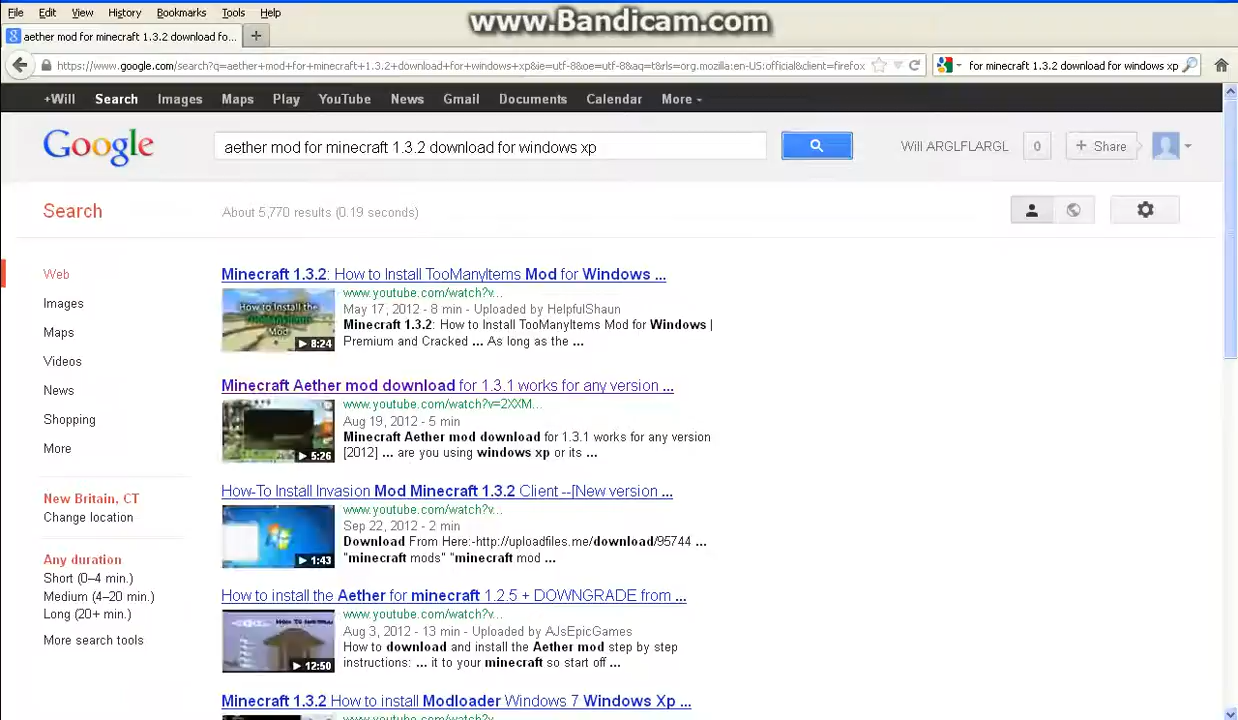 www.Bandicam.com
File Edit View History Bookmarks Tools Help
aether mod for minecraft 1.3.2 download fo...
https://www.google.com/search?q=aether+mod+for+minecraft+1.3.2+download+for+windows+xp&ie=utf-8&oe=utf-8&aq=t&rls=org.mozilla:en-US:official&client=firefox
for minecraft 1.3.2 download for windows xp
+Will Search Images Maps Play YouTube News Gmail Documents Calendar More
Google
aether mod for minecraft 1.3.2 download for windows xp
Will ARGLFLARGL 0 + Share
Search
About 5,770 results (0.19 seconds)
Web
Images
Maps
Videos
News
Shopping
More
New Britain, CT
Change location
Any duration
Short (0–4 min.)
Medium (4–20 min.)
Long (20+ min.)
More search tools
Minecraft 1.3.2: How to Install TooManyItems Mod for Windows ...
www.youtube.com/watch?v...
May 17, 2012 - 8 min - Uploaded by HelpfulShaun
Minecraft 1.3.2: How to Install TooManyItems Mod for Windows |
Premium and Cracked ... As long as the ...
How to Install the
TooManyItems
Mod
8:24
Minecraft Aether mod download for 1.3.1 works for any version ...
www.youtube.com/watch?v=2XXM...
Aug 19, 2012 - 5 min
Minecraft Aether mod download for 1.3.1 works for any version
[2012] ... are you using windows xp or its ...
5:26
How-To Install Invasion Mod Minecraft 1.3.2 Client --[New version ...
www.youtube.com/watch?v...
Sep 22, 2012 - 2 min
Download From Here:-http://uploadfiles.me/download/95744 ...
"minecraft mods" "minecraft mod ...
1:43
How to install the Aether for minecraft 1.2.5 + DOWNGRADE from ...
www.youtube.com/watch?v...
Aug 3, 2012 - 13 min - Uploaded by AJsEpicGames
How to download and install the Aether mod step by step
instructions: ... it to your minecraft so start off ...
12:50
Minecraft 1.3.2 How to install Modloader Windows 7 Windows Xp ...
www.youtube.com/watch?v...